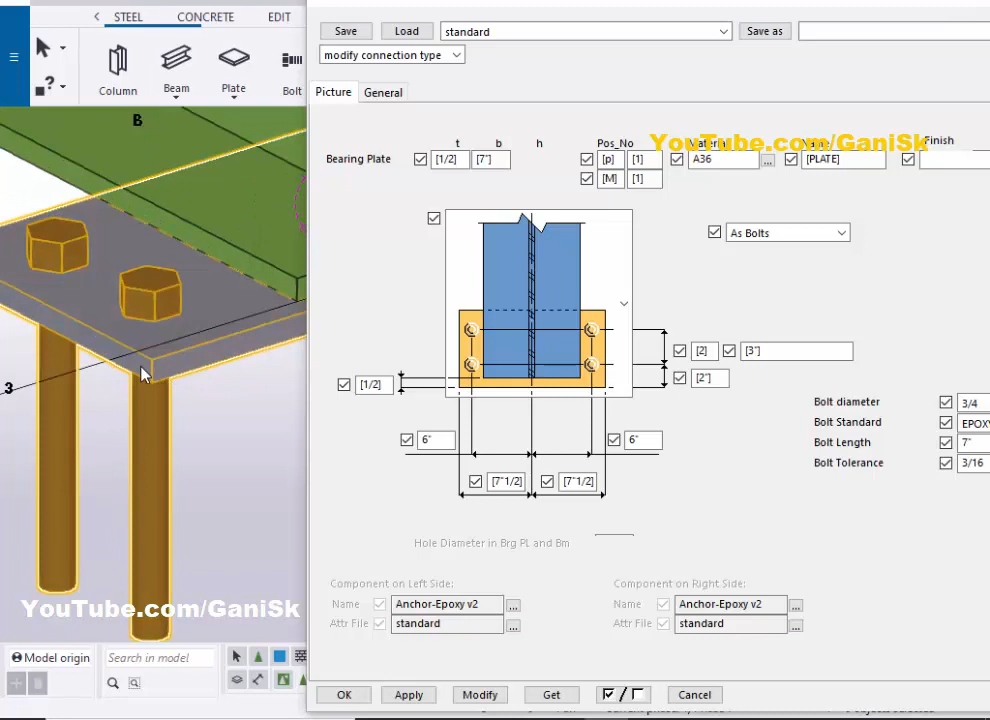 STEEL CONCRETE EDIT
Column Beam Plate Bolt
B
3
YouTube.com/GaniSk
Model origin
Search in model
Save Load standard Save as
modify connection type
Picture General
t b h Pos_No
YouTube.com/GaniSk
Finish
Bearing Plate [1/2] [7"] [p] [1] A36 ... [PLATE]
[M] [1]
As Bolts
[2] [3"]
[1/2] [2"]
Bolt diameter 3/4
Bolt Standard
Bolt Length 7"
Bolt Tolerance 3/16
6" 6"
[7"1/2] [7"1/2]
Hole Diameter in Brg PL and Bm
Component on Left Side: Component on Right Side:
Name Anchor-Epoxy v2 ... Name Anchor-Epoxy v2 ...
Attr File standard ... Attr File standard ...
OK Apply Modify Get / Cancel